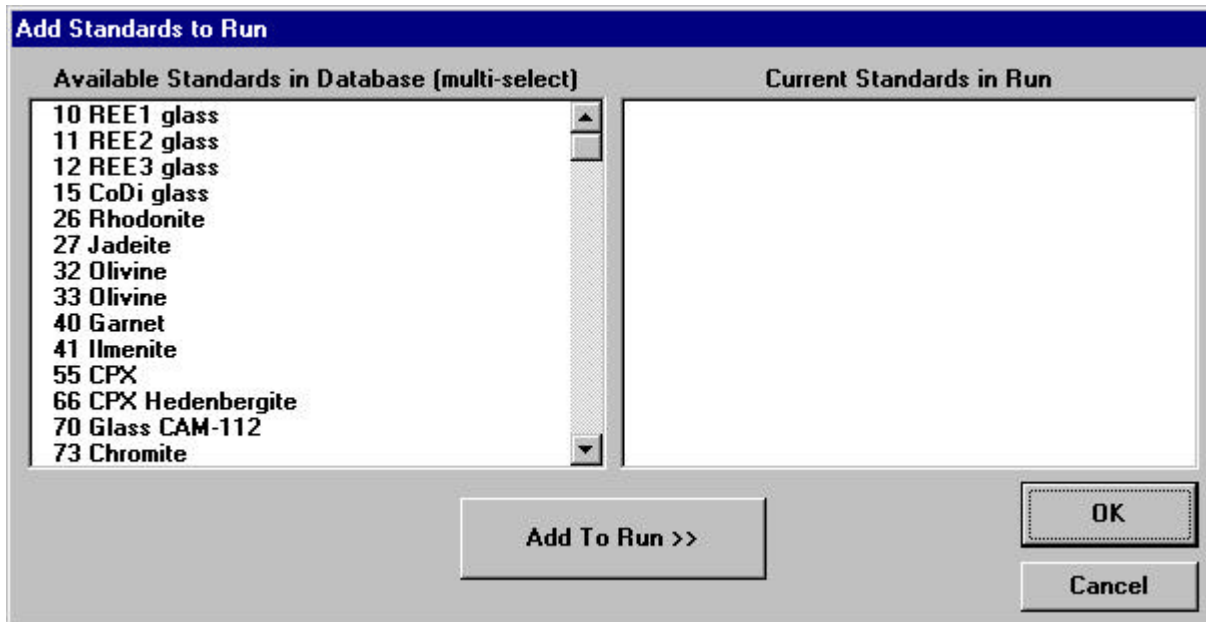 Add Standards to Run
Available Standards in Database (multi-select)
10 REE1 glass
11 REE2 glass
12 REE3 glass
15 CoDi glass
26 Rhodonite
27 Jadeite
32 Olivine
33 Olivine
40 Garnet
41 Ilmenite
55 CPX
66 CPX Hedenbergite
70 Glass CAM-112
73 Chromite
Current Standards in Run
Add To Run >>
OK
Cancel